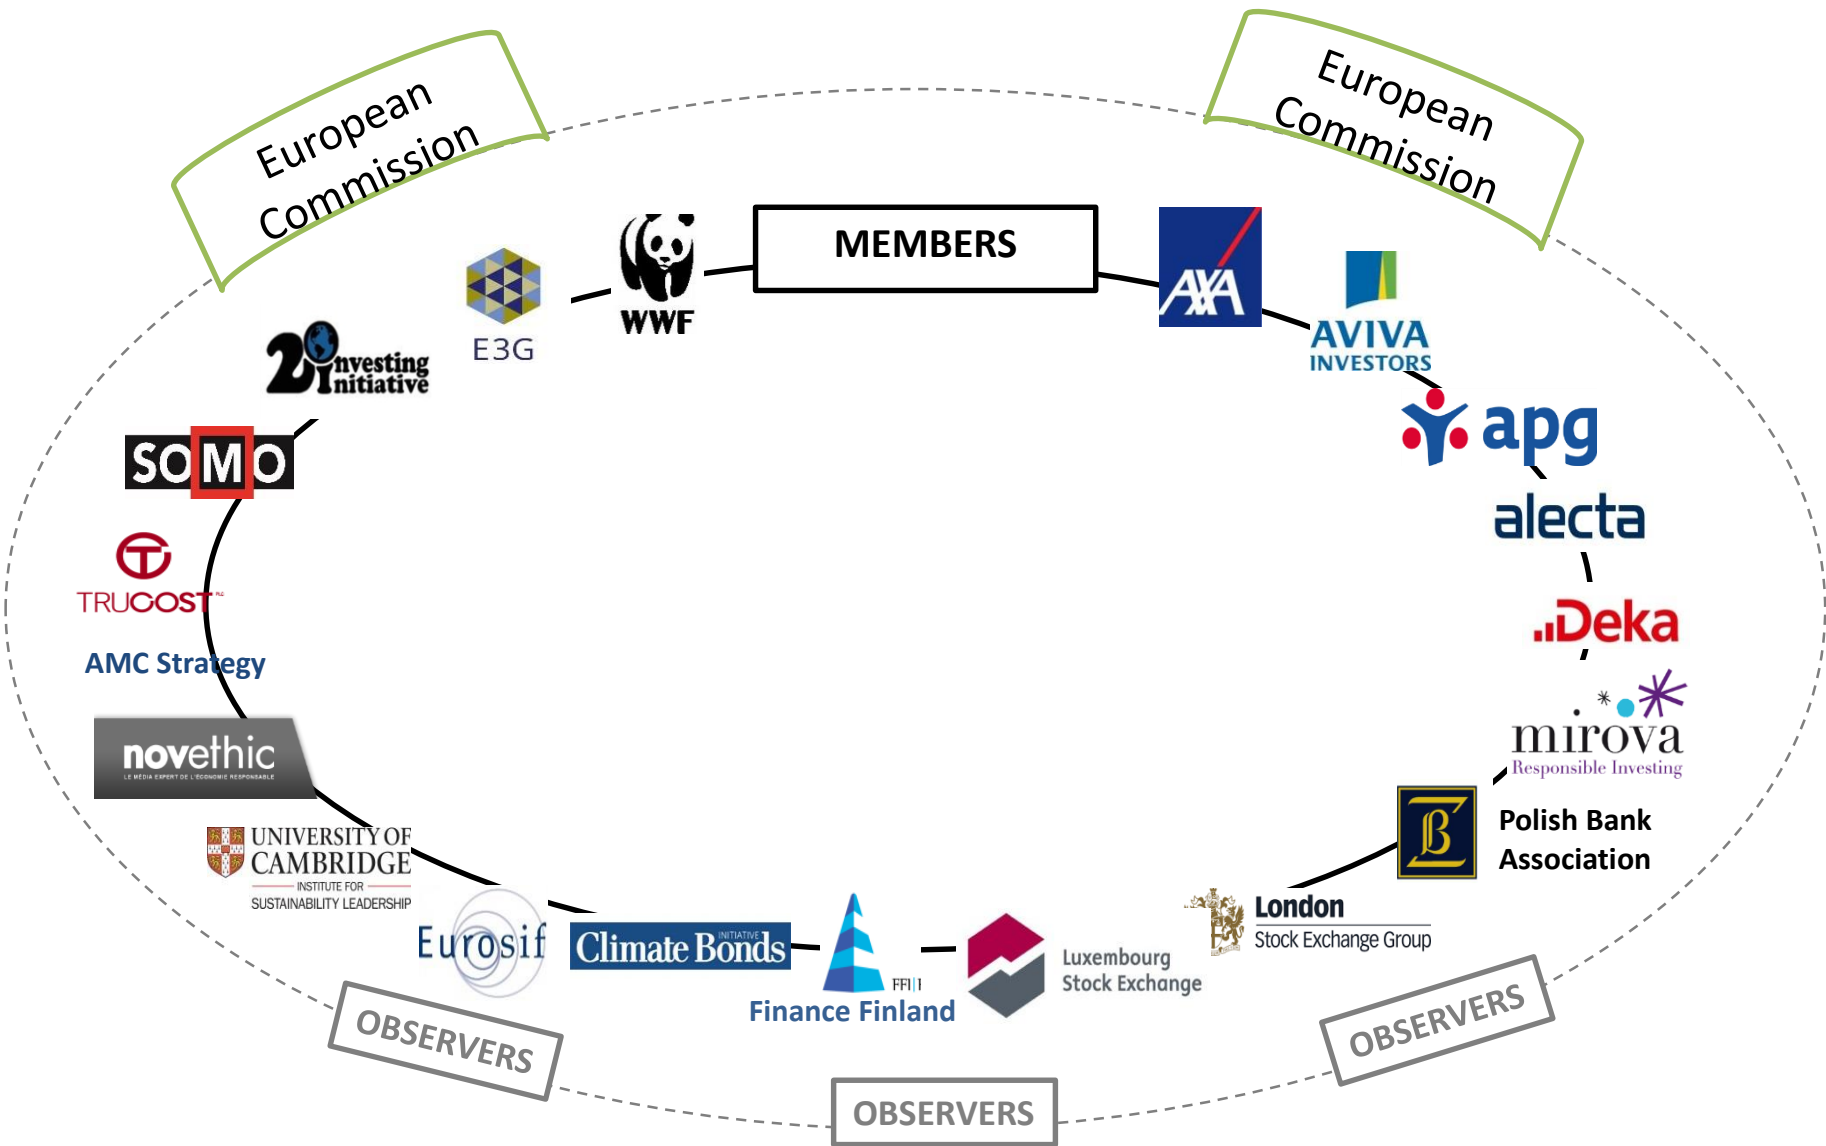 European
Commission
European
Commission
MEMBERS
WWF
E3G
2° investing
initiative
SOMO
TRUCOST
AMC Strategy
novethic
LE MÉDIA EXPERT DE L'ÉCONOMIE RESPONSABLE
UNIVERSITY OF
CAMBRIDGE
INSTITUTE FOR
SUSTAINABILITY LEADERSHIP
Eurosif
Climate Bonds
INITIATIVE
FFI
Finance Finland
Luxembourg
Stock Exchange
London
Stock Exchange Group
Polish Bank
Association
mirova
Responsible Investing
Deka
alecta
apg
AVIVA
INVESTORS
AXA
OBSERVERS
OBSERVERS
OBSERVERS